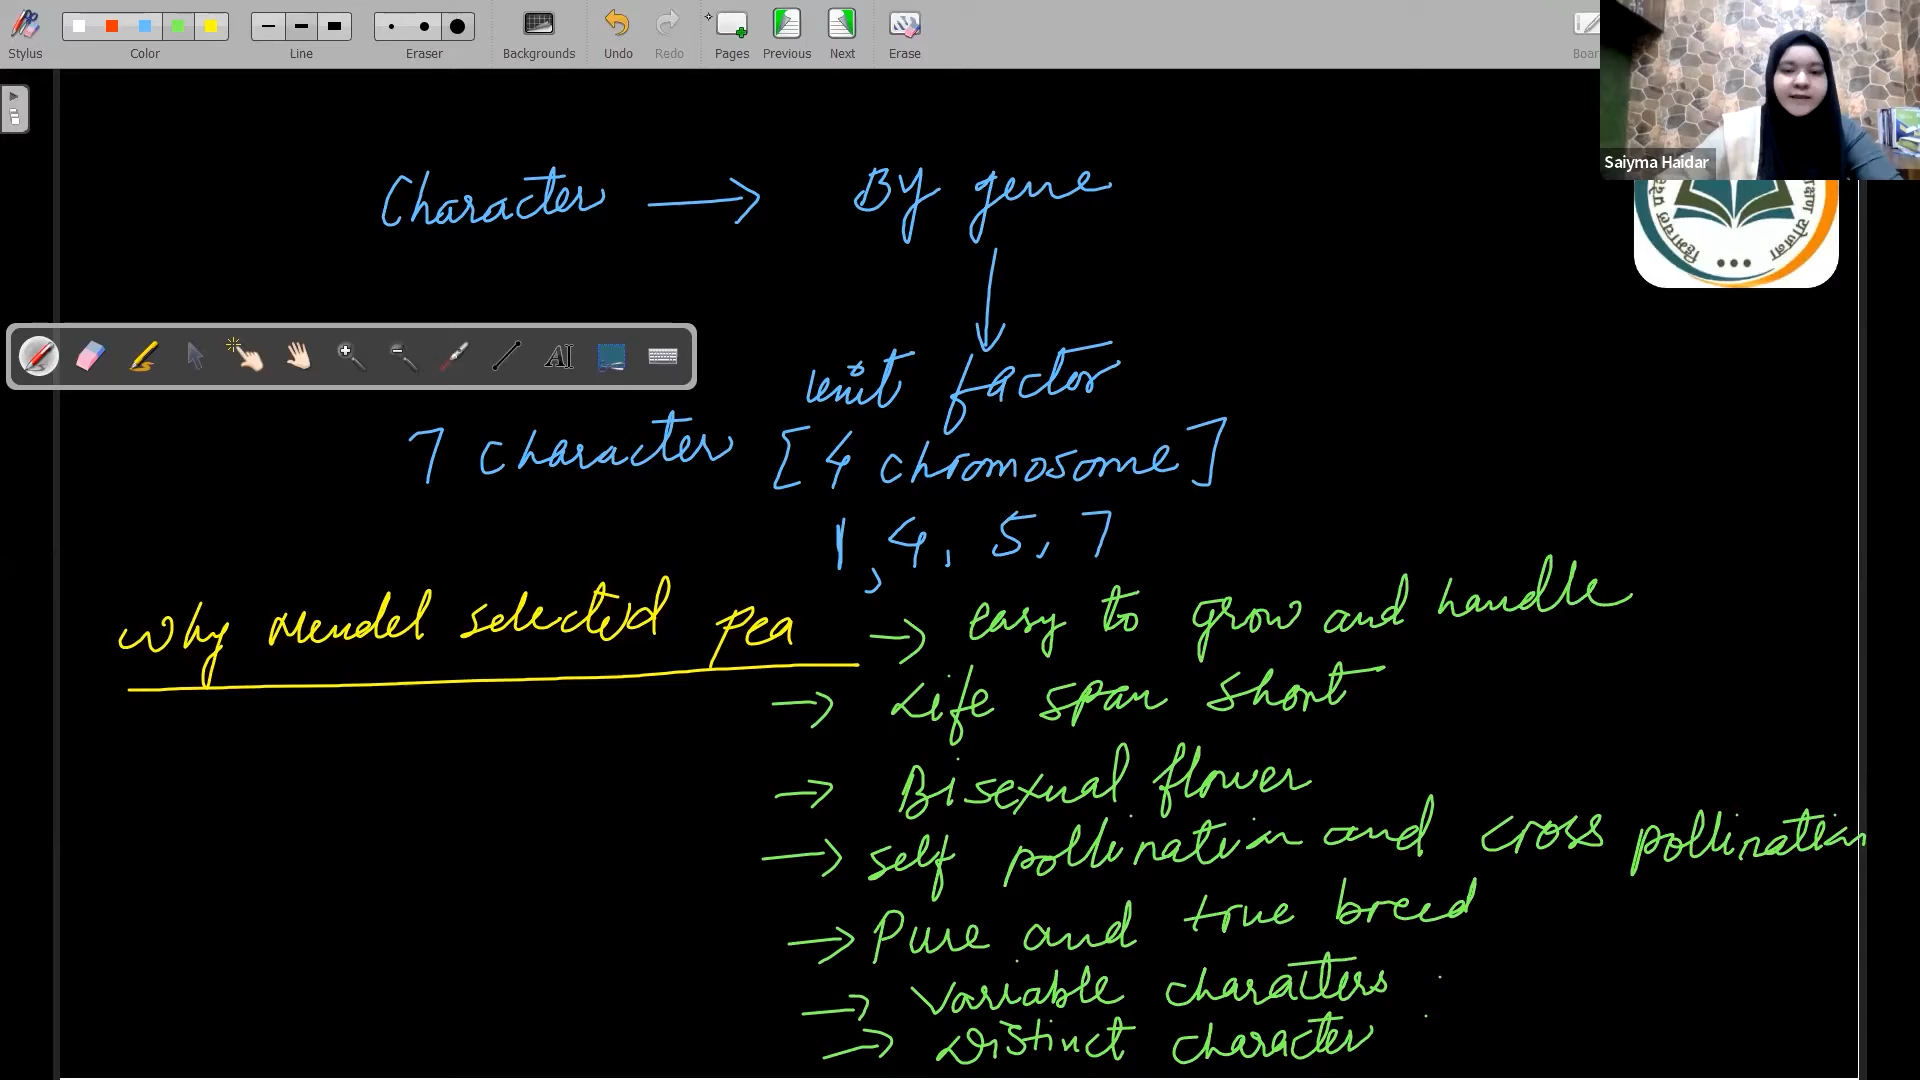 Stylus Color Line Eraser Backgrounds Undo Redo Pages Previous Next Erase
Saiyma Haidar
Character → By gene
unit factor
7 character [4 chromosome]
1, 4, 5, 7
Why Mendel selected pea → easy to grow and handle
→ Life span short
→ Bisexual flower
→ self pollination and cross pollination
→ Pure and true breed
→ Variable characters
→ Distinct character